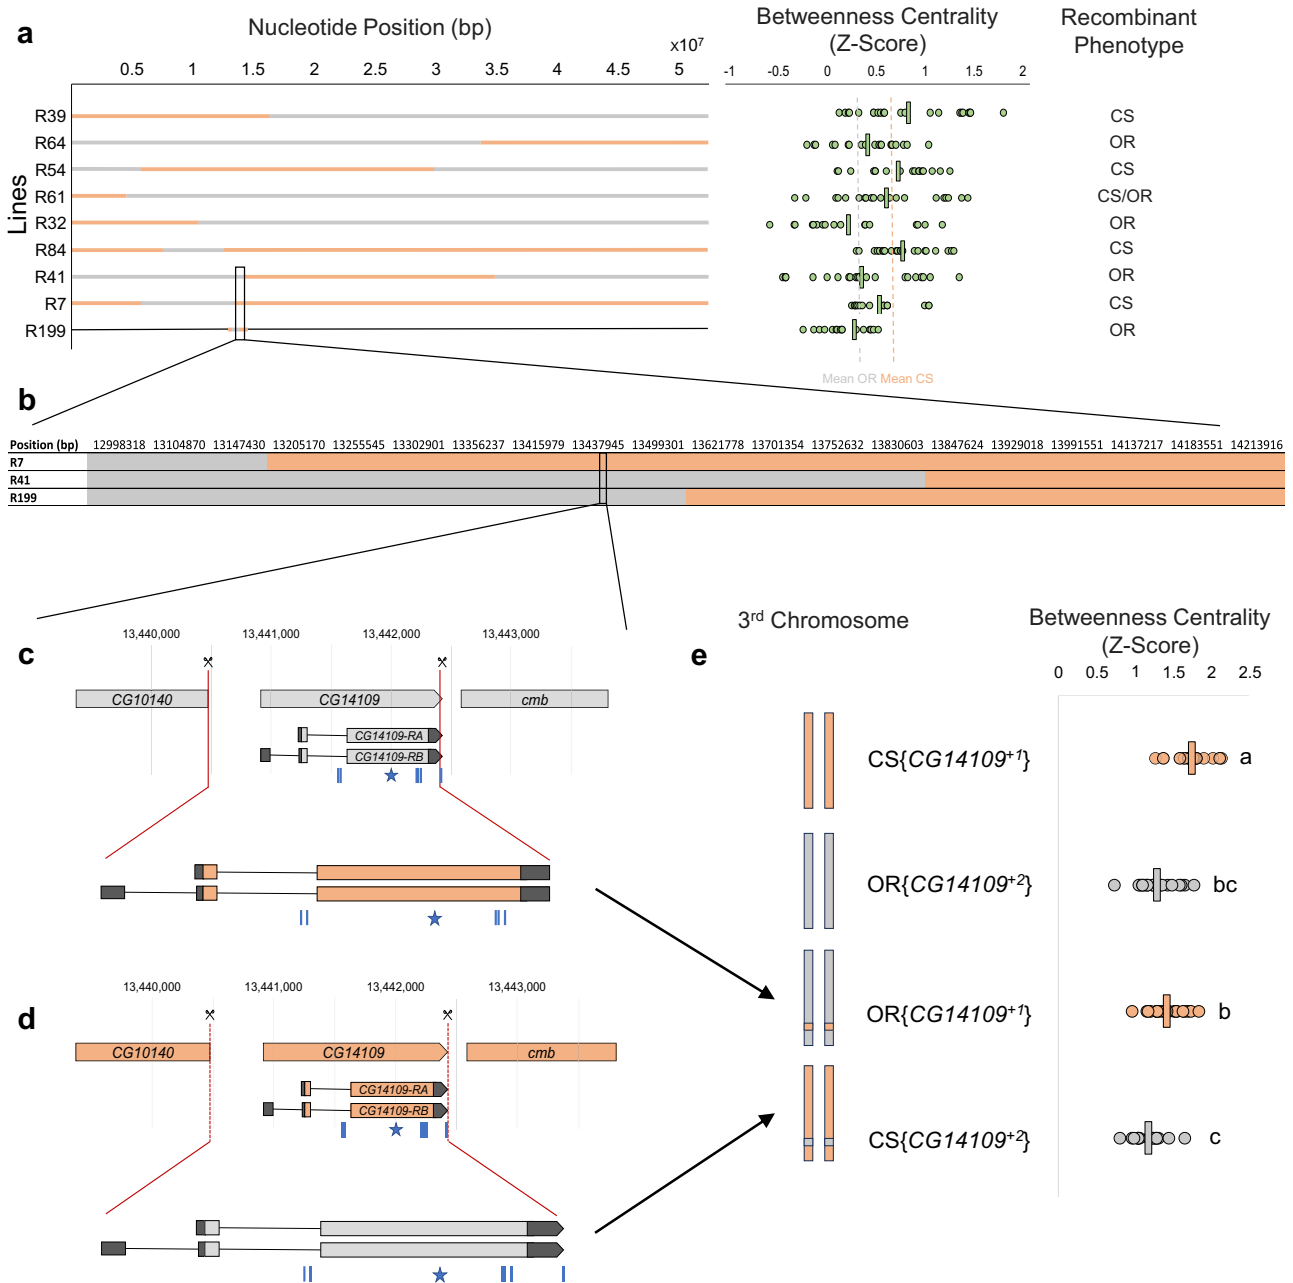 a
Nucleotide Position (bp)
x10⁷
0.5 1 1.5 2 2.5 3 3.5 4 4.5 5
Betweenness Centrality
(Z-Score)
-1 -0.5 0 0.5 1 1.5 2
Recombinant
Phenotype
Lines
R39 CS
R64 OR
R54 CS
R61 CS/OR
R32 OR
R84 CS
R41 OR
R7 CS
R199 OR
Mean OR Mean CS
b
Position (bp) 12998318 13104870 13147430 13205170 13255545 13302901 13356237 13415979 13437945 13499301 13621778 13701354 13752632 13830603 13847624 13929018 13991551 14137217 14183551 14213916
R7
R41
R199
c
13,440,000 13,441,000 13,442,000 13,443,000
CG10140 CG14109 cmb
CG14109-RA
CG14109-RB
d
13,440,000 13,441,000 13,442,000 13,443,000
CG10140 CG14109 cmb
CG14109-RA
CG14109-RB
e
3rd Chromosome
Betweenness Centrality
(Z-Score)
0 0.5 1 1.5 2 2.5
CS{CG14109+1} a
OR{CG14109+2} bc
OR{CG14109+1} b
CS{CG14109+2} c